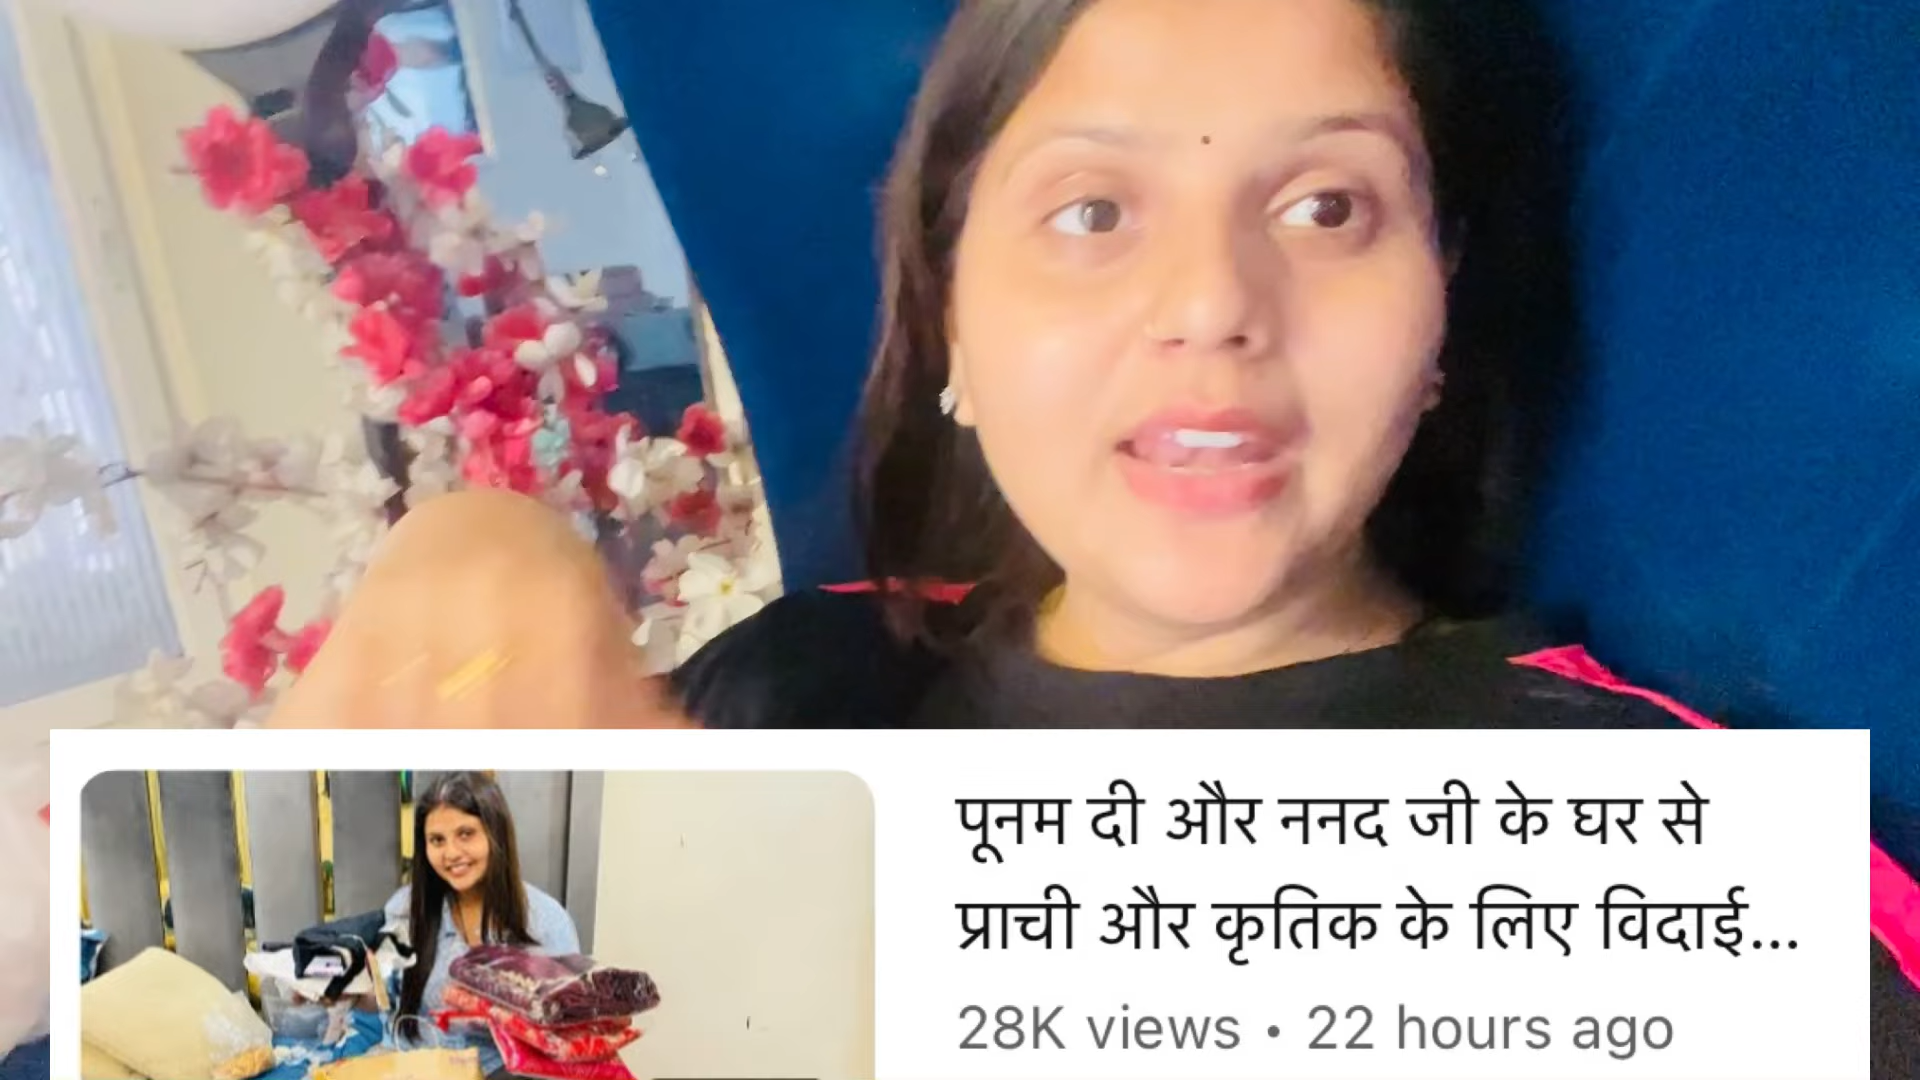 पूनम दी और ननद जी के घर से
प्राची और कृतिक के लिए विदाई...
28K views • 22 hours ago